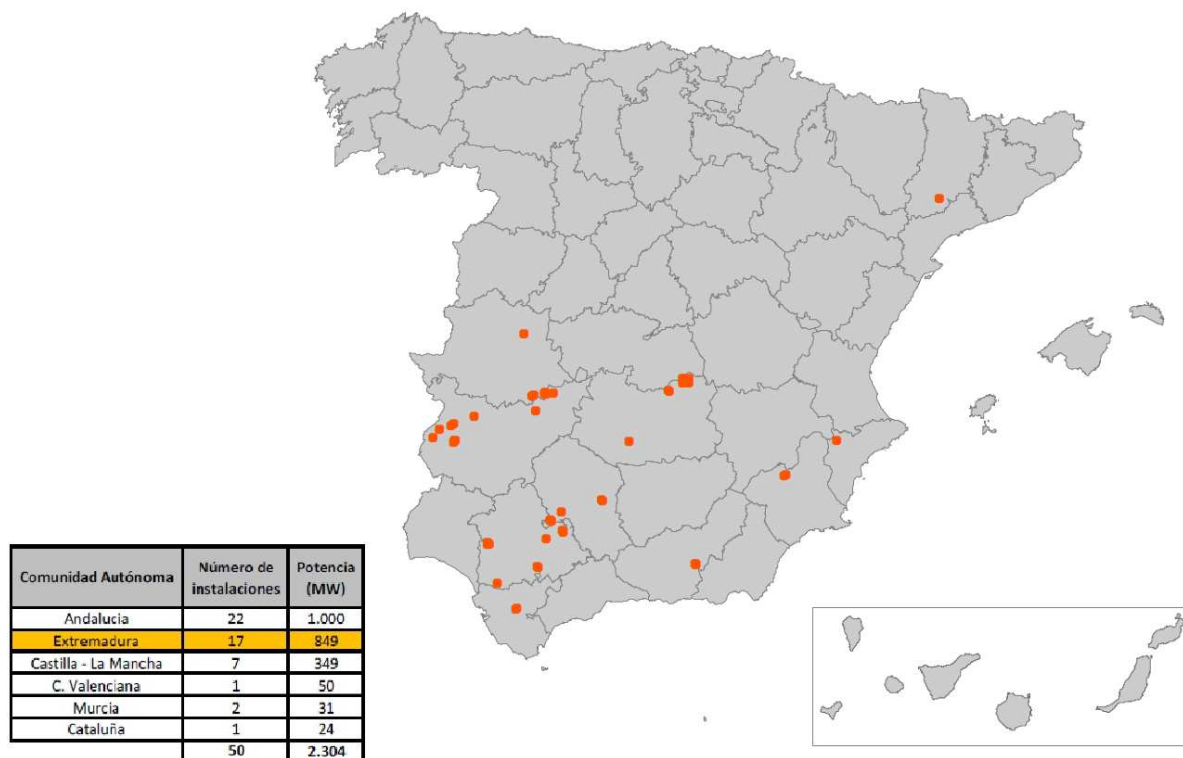 Comunidad Autónoma Número de instalaciones Potencia (MW)
Andalucia 22 1.000
Extremadura 17 849
Castilla - La Mancha 7 349
C. Valenciana 1 50
Murcia 2 31
Cataluña 1 24
50 2.304